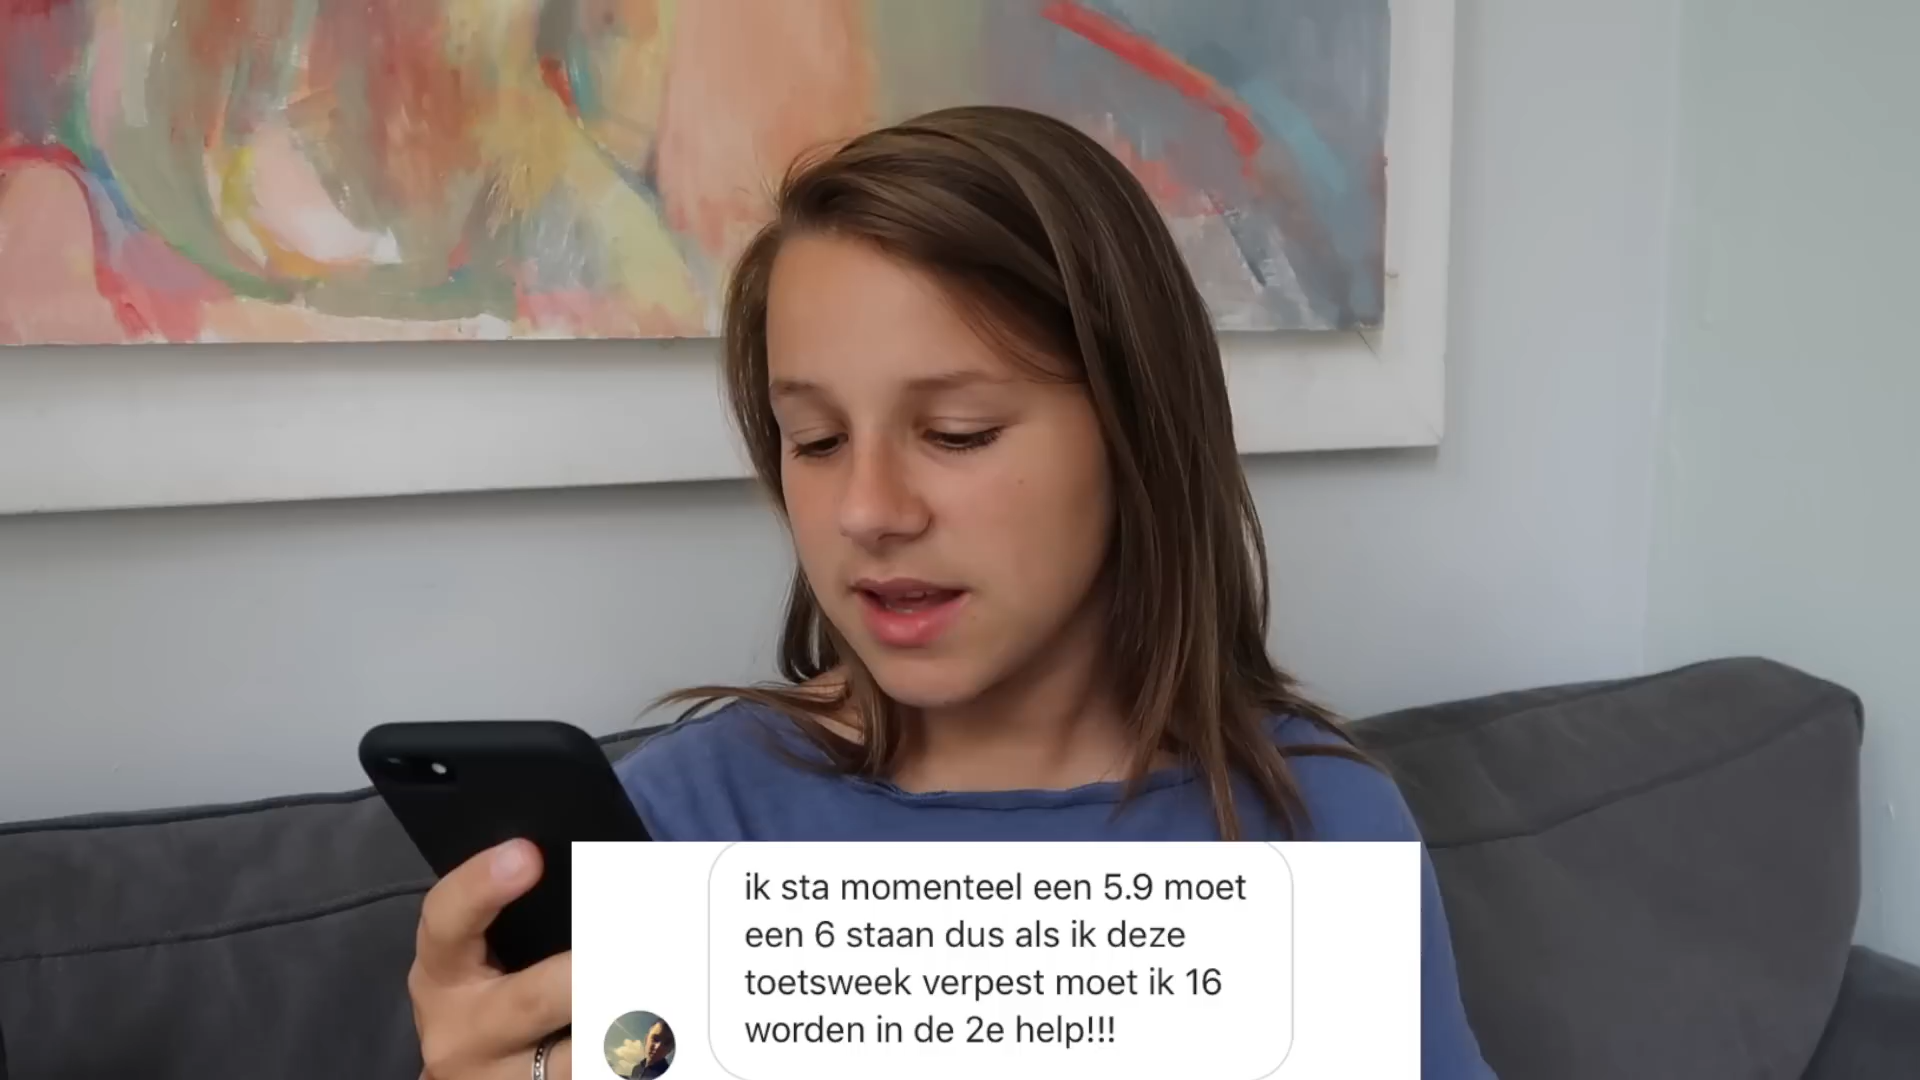 ik sta momenteel een 5.9 moet
een 6 staan dus als ik deze
toetsweek verpest moet ik 16
worden in de 2e help!!!